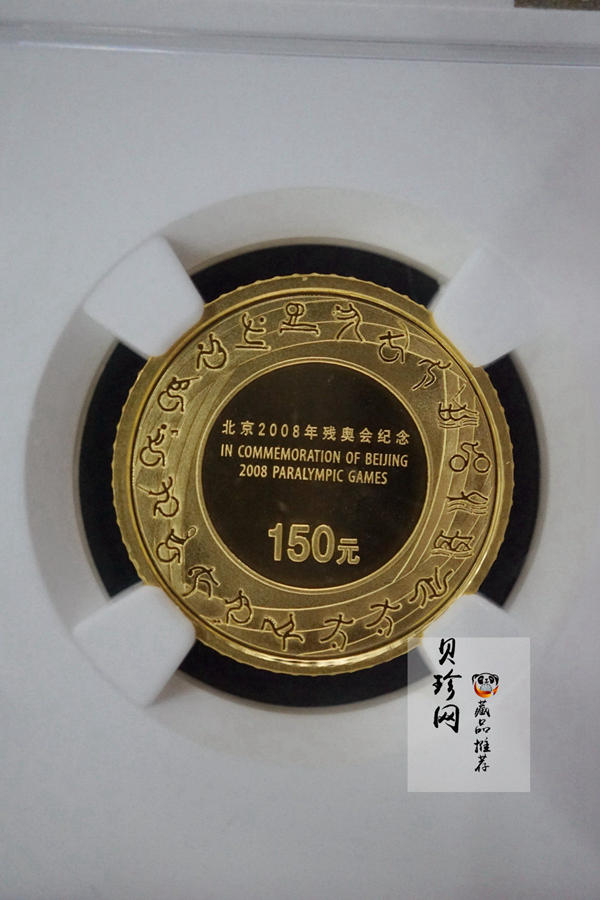 北京2008年残奥会纪念
IN COMMEMORATION OF BEIJING
2008 PARALYMPIC GAMES
150元
贝珍网
藏品推荐